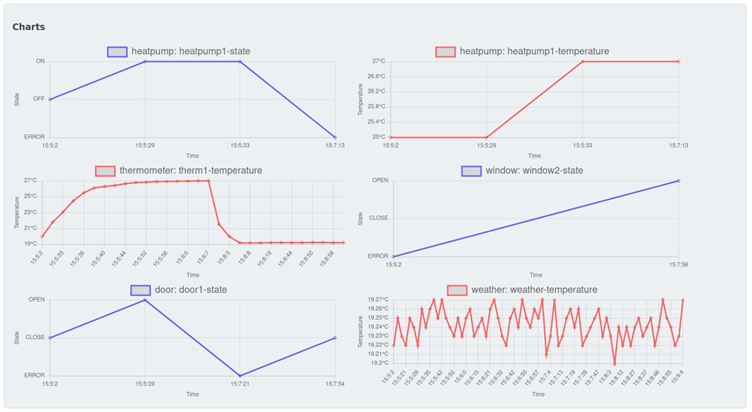 Charts
heatpump: heatpump1-state
ON
OFF
ERROR
State
15:5:2 15:5:29 15:5:33 15:7:13
Time
heatpump: heatpump1-temperature
27°C
26.6°C
26.2°C
25.8°C
25.4°C
25°C
Temperature
15:5:2 15:5:29 15:5:33 15:7:13
Time
thermometer: therm1-temperature
27°C
25°C
23°C
21°C
19°C
Temperature
15:5:2 15:5:33 15:5:36 15:5:40 15:5:44 15:5:52 15:5:56 15:6:0 15:6:7 15:8:3 15:8:8 15:8:19 15:8:44 15:8:50 15:8:58
Time
window: window2-state
OPEN
CLOSE
ERROR
State
15:5:2 15:7:56
Time
door: door1-state
OPEN
CLOSE
ERROR
State
15:5:2 15:5:39 15:7:21 15:7:54
Time
weather: weather-temperature
19.27°C
19.26°C
19.25°C
19.24°C
19.23°C
19.22°C
19.21°C
19.2°C
Temperature
15:5:2 15:5:21 15:5:29 15:5:38 15:5:42 15:5:52 15:6:0 15:6:15 15:6:21 15:6:32 15:6:42 15:6:50 15:6:57 15:7:4 15:7:13 15:7:19 15:7:39 15:7:47 15:8:3 15:8:12 15:8:27 15:8:37 15:8:46 15:8:55 15:9:4
Time